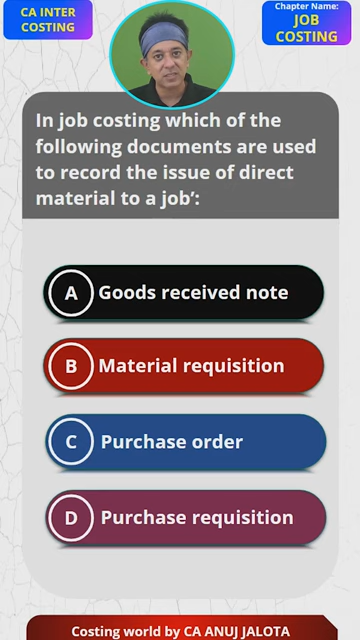 CA INTER
COSTING
Chapter Name:
JOB
COSTING
In job costing which of the
following documents are used
to record the issue of direct
material to a job’:
A Goods received note
B Material requisition
C Purchase order
D Purchase requisition
Costing world by CA ANUJ JALOTA